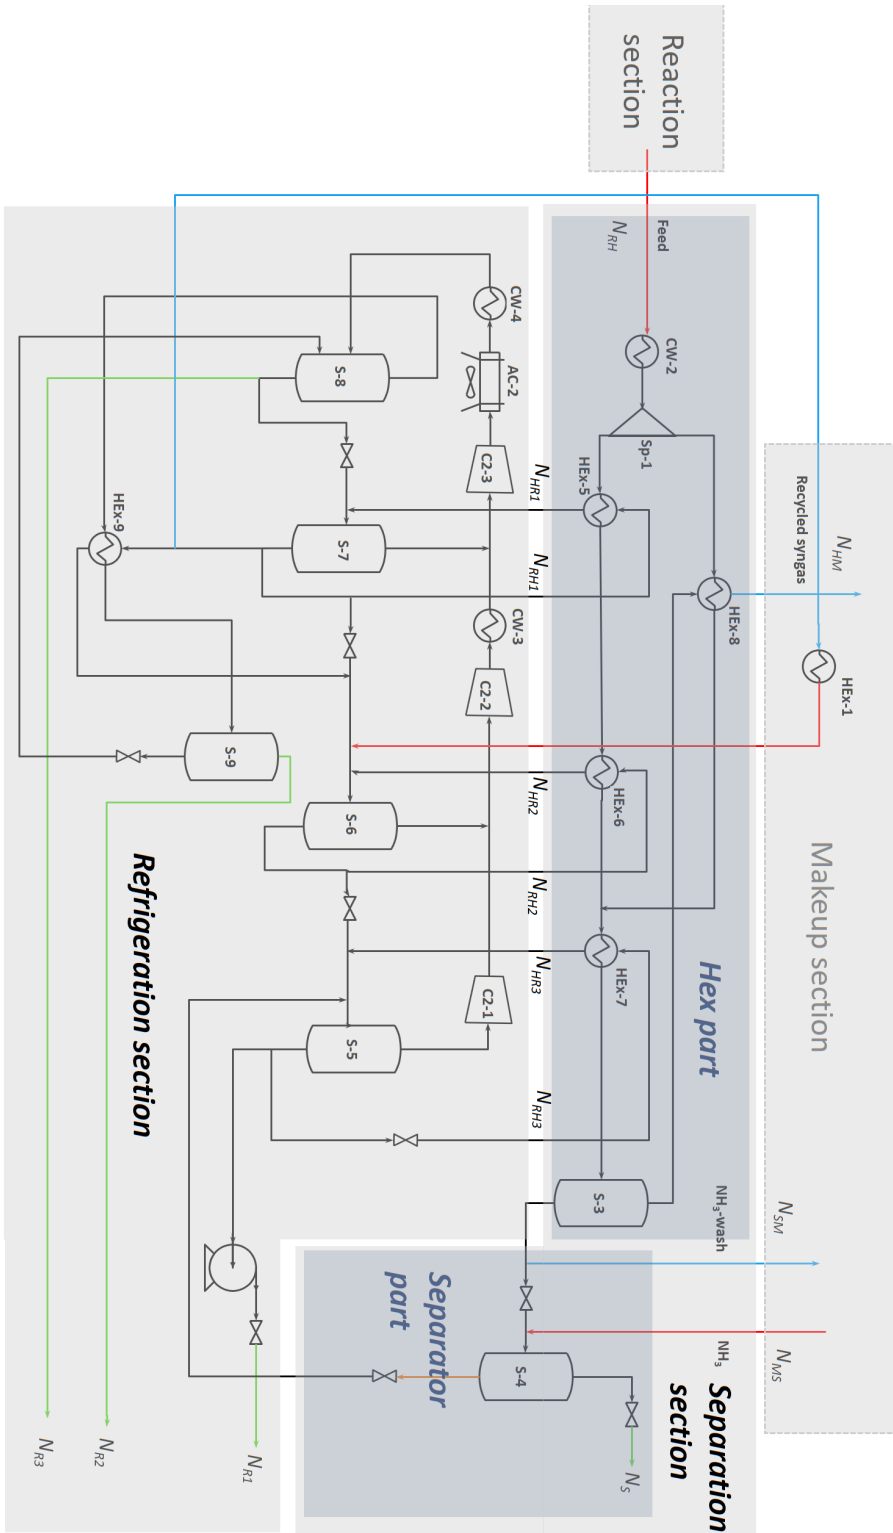 Reaction
section
Makeup section
N_HM
Recycled syngas
HEx-1
N_SM
N_MS
Feed
N_RH
CW-2
Sp-1
HEx-5
HEx-8
HEx-6
HEx-7
Hex part
S-3
NH₃-wash
NH₃
Separation
section
Separator
part
S-4
N_S
N_HR1
N_RH1
N_HR2
N_RH2
N_HR3
N_RH3
CW-4
AC-2
C2-3
CW-3
C2-2
C2-1
S-8
S-7
S-6
S-5
HEx-9
S-9
Refrigeration section
N_R1
N_R2
N_R3